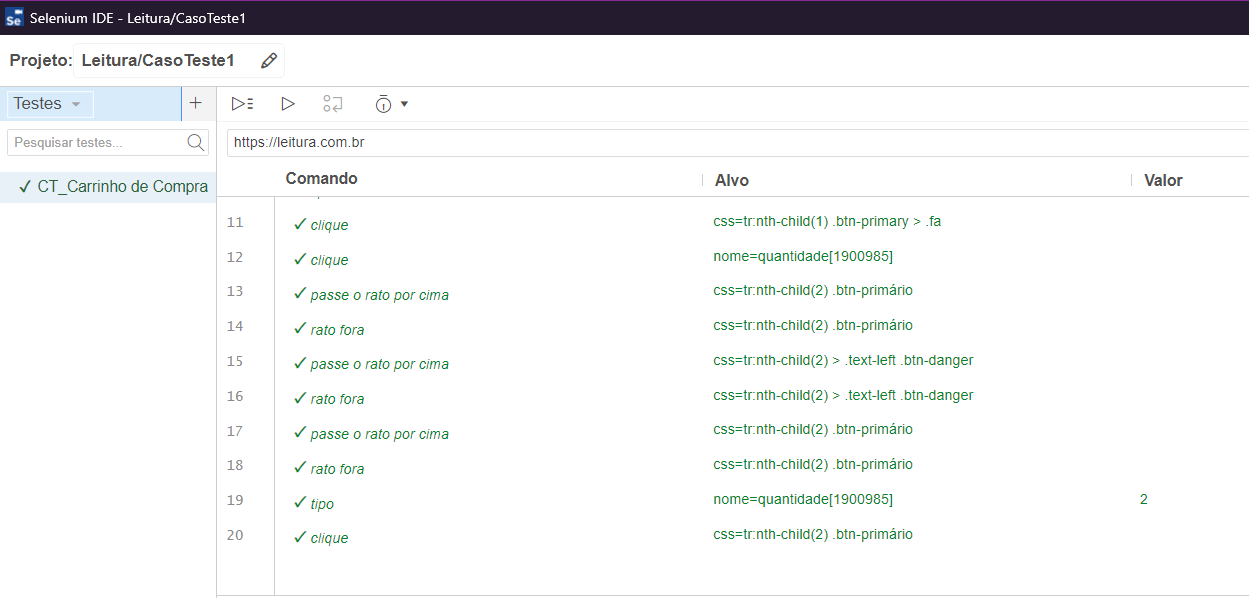 Selenium IDE - Leitura/CasoTeste1
Projeto: Leitura/CasoTeste1
Testes
https://leitura.com.br
Pesquisar testes...
Comando Alvo Valor
✓ CT_Carrinho de Compra
11 ✓ clique css=tr:nth-child(1) .btn-primary > .fa
12 ✓ clique nome=quantidade[1900985]
13 ✓ passe o rato por cima css=tr:nth-child(2) .btn-primário
14 ✓ rato fora css=tr:nth-child(2) .btn-primário
15 ✓ passe o rato por cima css=tr:nth-child(2) > .text-left .btn-danger
16 ✓ rato fora css=tr:nth-child(2) > .text-left .btn-danger
17 ✓ passe o rato por cima css=tr:nth-child(2) .btn-primário
18 ✓ rato fora css=tr:nth-child(2) .btn-primário
19 ✓ tipo nome=quantidade[1900985] 2
20 ✓ clique css=tr:nth-child(2) .btn-primário